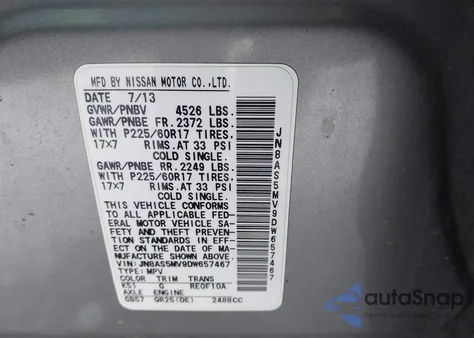 MFD BY NISSAN MOTOR CO.,LTD.
DATE 7/13
GVWR/PNBV 4526 LBS.
GAWR/PNBE FR. 2372 LBS.
WITH P225/60R17 TIRES.
17×7 RIMS.AT 33 PSI
COLD SINGLE.
GAWR/PNBE RR. 2249 LBS.
WITH P225/60R17 TIRES.
17×7 RIMS.AT 33 PSI
COLD SINGLE.
THIS VEHICLE CONFORMS
TO ALL APPLICABLE FED-
ERAL MOTOR VEHICLE SA-
FETY AND THEFT PREVEN-
TION STANDARDS IN EFF-
ECT ON THE DATE OF MA-
NUFACTURE SHOWN ABOVE.
VIN: JN8AS5MV9DW657467
TYPE: MPV
COLOR TRIM TRANS
K51 G RE0F10A
AXLE ENGINE
GB57 QR25(DE) 2488CC
JN8AS5MV9DW657467
autoSnap